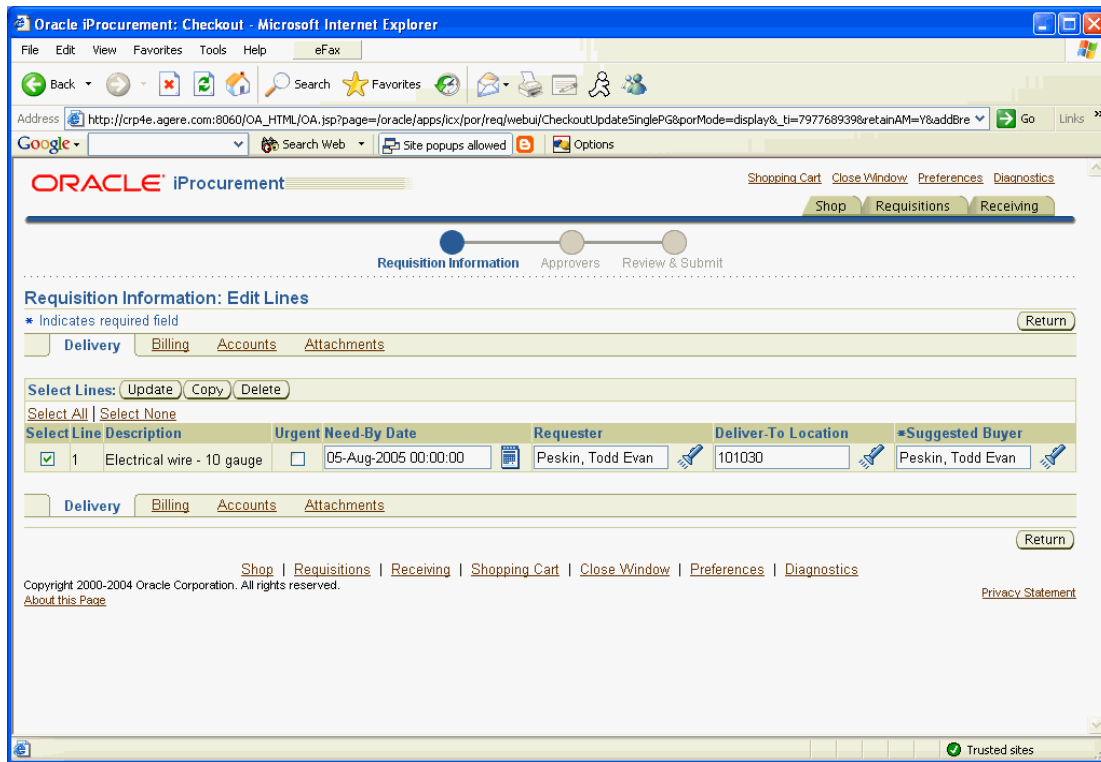 Oracle iProcurement: Checkout - Microsoft Internet Explorer
File Edit View Favorites Tools Help eFax
Back Search Favorites
Address http://crp4e.agere.com:8060/OA_HTML/OA.jsp?page=/oracle/apps/icx/por/req/webui/CheckoutUpdateSinglePG&porMode=display&_ti=797768939&retainAM=Y&addBre Go Links »
Google Search Web Site popups allowed Options
ORACLE iProcurement
Shopping Cart Close Window Preferences Diagnostics
Shop Requisitions Receiving
Requisition Information Approvers Review & Submit
Requisition Information: Edit Lines
* Indicates required field Return
Delivery Billing Accounts Attachments
Select Lines: Update Copy Delete
Select All | Select None
Select Line Description Urgent Need-By Date Requester Deliver-To Location *Suggested Buyer
1 Electrical wire - 10 gauge 05-Aug-2005 00:00:00 Peskin, Todd Evan 101030 Peskin, Todd Evan
Delivery Billing Accounts Attachments
Return
Shop | Requisitions | Receiving | Shopping Cart | Close Window | Preferences | Diagnostics
Copyright 2000-2004 Oracle Corporation. All rights reserved.
About this Page Privacy Statement
Trusted sites